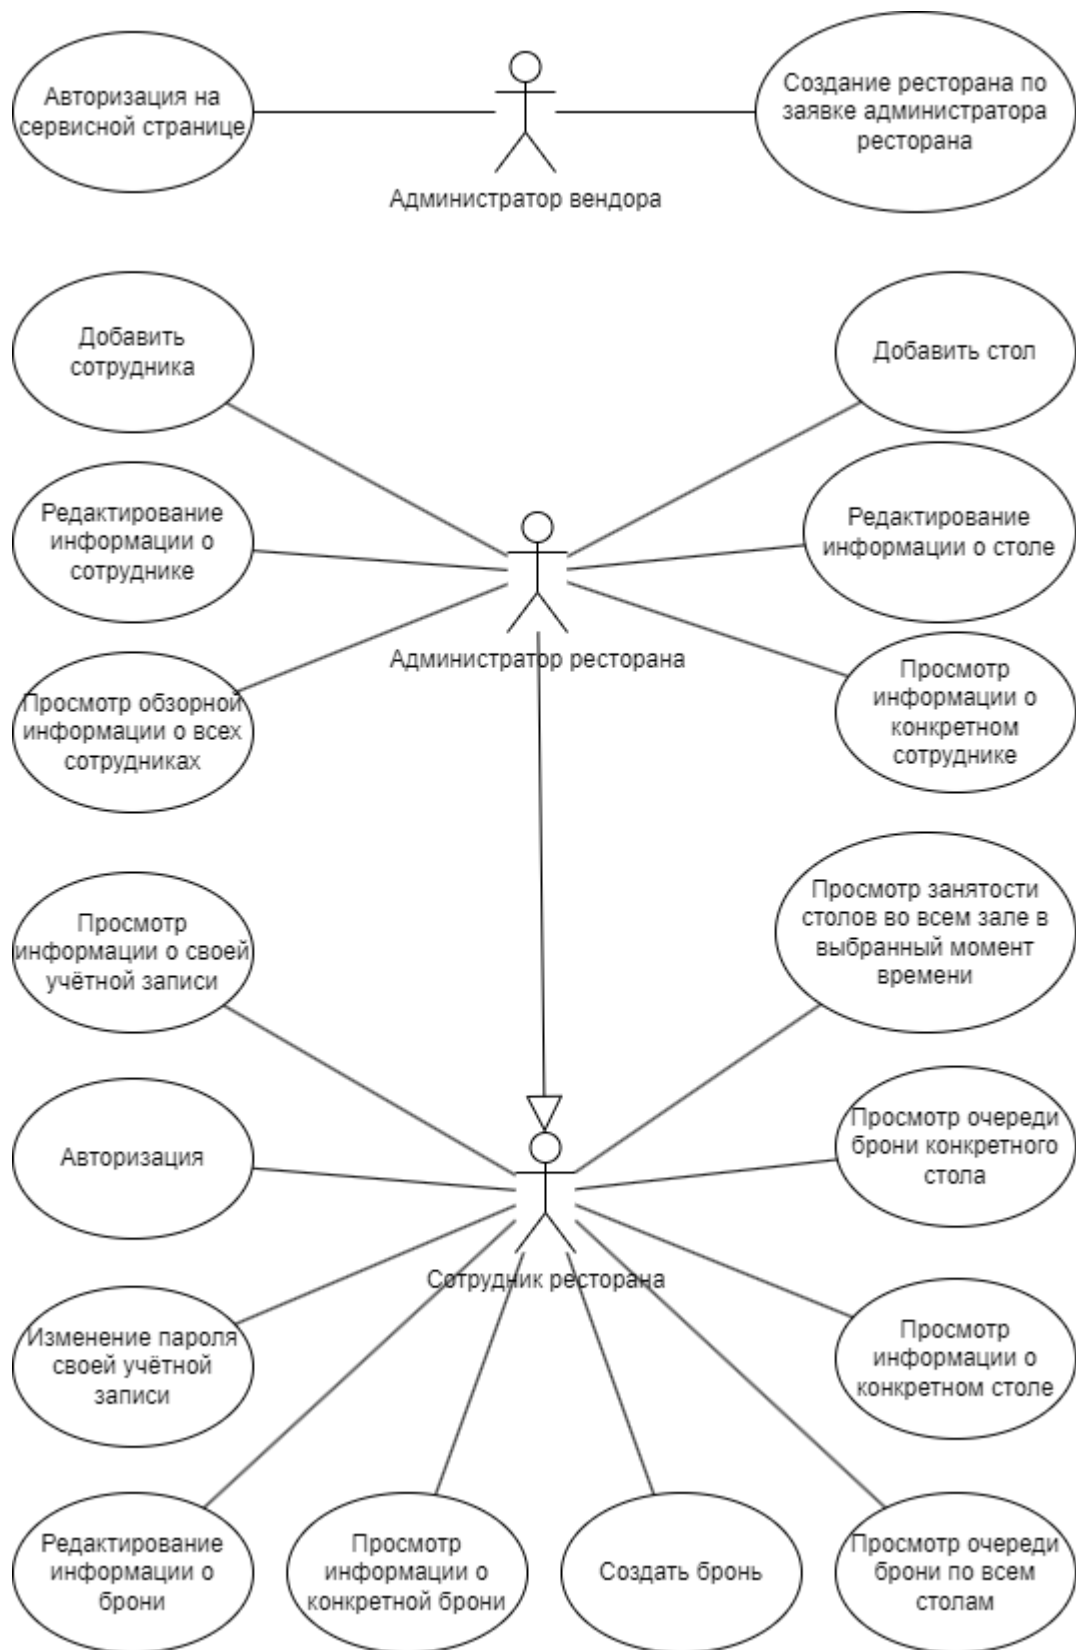 Авторизация на
сервисной странице
Администратор вендора
Создание ресторана по
заявке администратора
ресторана
Добавить
сотрудника
Добавить стол
Редактирование
информации о
сотруднике
Редактирование
информации о столе
Администратор ресторана
Просмотр обзорной
информации о всех
сотрудниках
Просмотр
информации о
конкретном
сотруднике
Просмотр
информации о своей
учётной записи
Просмотр занятости
столов во всем зале в
выбранный момент
времени
Авторизация
Просмотр очереди
брони конкретного
стола
Сотрудник ресторана
Изменение пароля
своей учётной
записи
Просмотр
информации о
конкретном столе
Редактирование
информации о
брони
Просмотр
информации о
конкретной брони
Создать бронь
Просмотр очереди
брони по всем
столам